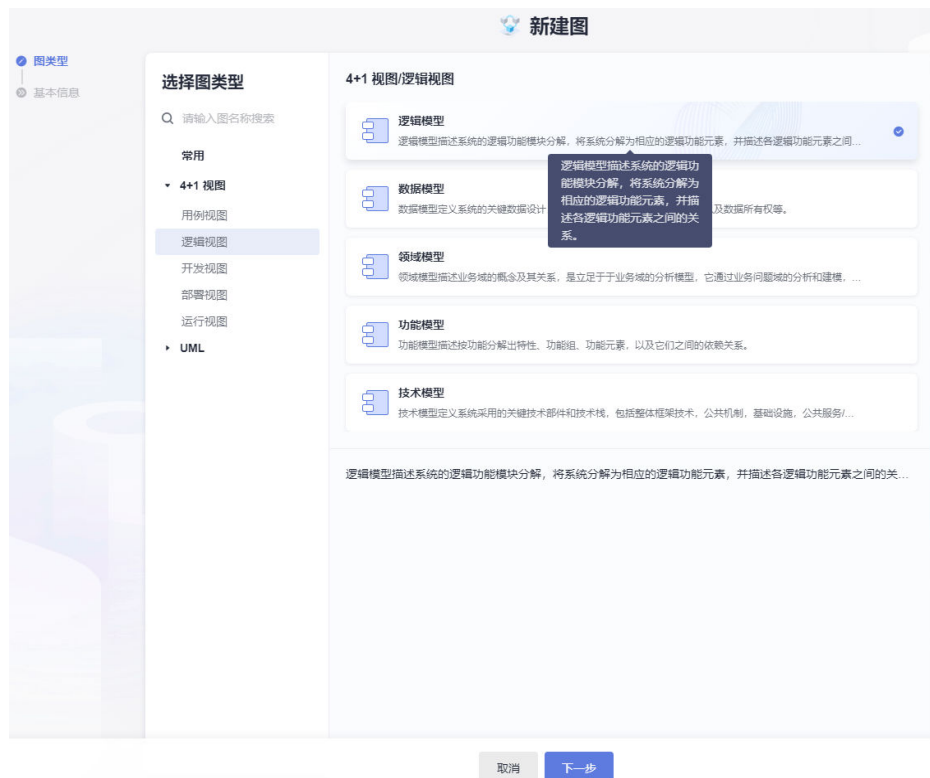 新建图
图类型
基本信息
选择图类型
请输入图名称搜索
常用
4+1 视图
用例视图
逻辑视图
开发视图
部署视图
运行视图
UML
4+1 视图/逻辑视图
逻辑模型
逻辑模型描述系统的逻辑功能模块分解，将系统分解为相应的逻辑功能元素，并描述各逻辑功能元素之间...
逻辑模型描述系统的逻辑功
能模块分解，将系统分解为
相应的逻辑功能元素，并描
述各逻辑功能元素之间的关
系。
数据模型
数据模型定义系统的关键数据设计
及数据所有权等。
领域模型
领域模型描述业务域的概念及其关系，是立足于于业务域的分析模型，它通过业务问题域的分析和建模，...
功能模型
功能模型描述按功能分解出特性、功能组、功能元素，以及它们之间的依赖关系。
技术模型
技术模型定义系统采用的关键技术部件和技术栈，包括整体框架技术，公共机制，基础设施，公共服务/...
逻辑模型描述系统的逻辑功能模块分解，将系统分解为相应的逻辑功能元素，并描述各逻辑功能元素之间的关...
取消
下一步